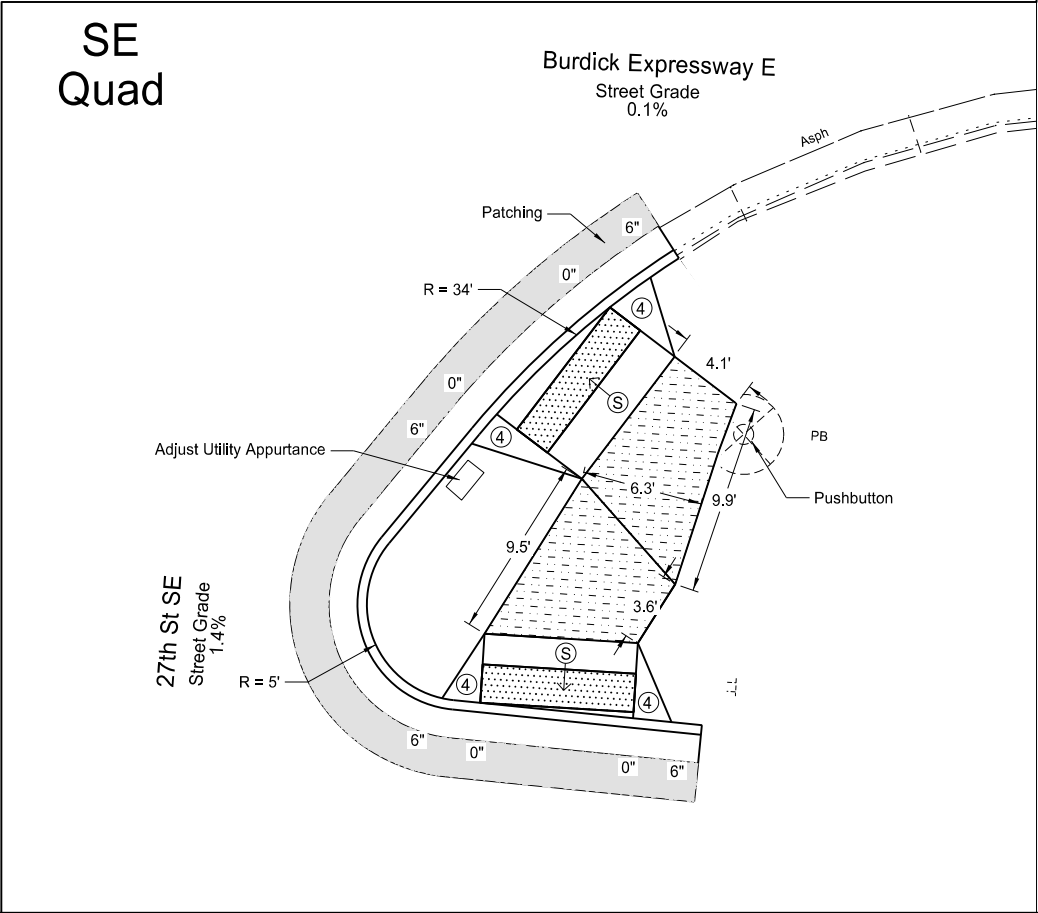 SE
Quad
Burdick Expressway E
Street Grade
0.1%
Asph
Patching
6"
0"
R = 34'
4
4.1'
0"
S
6"
PB
4
Adjust Utility Appurtance
6.3'
9.9'
Pushbutton
9.5'
3.6'
27th St SE
Street Grade
1.4%
S
R = 5'
4
4
6"
0"
0"
6"